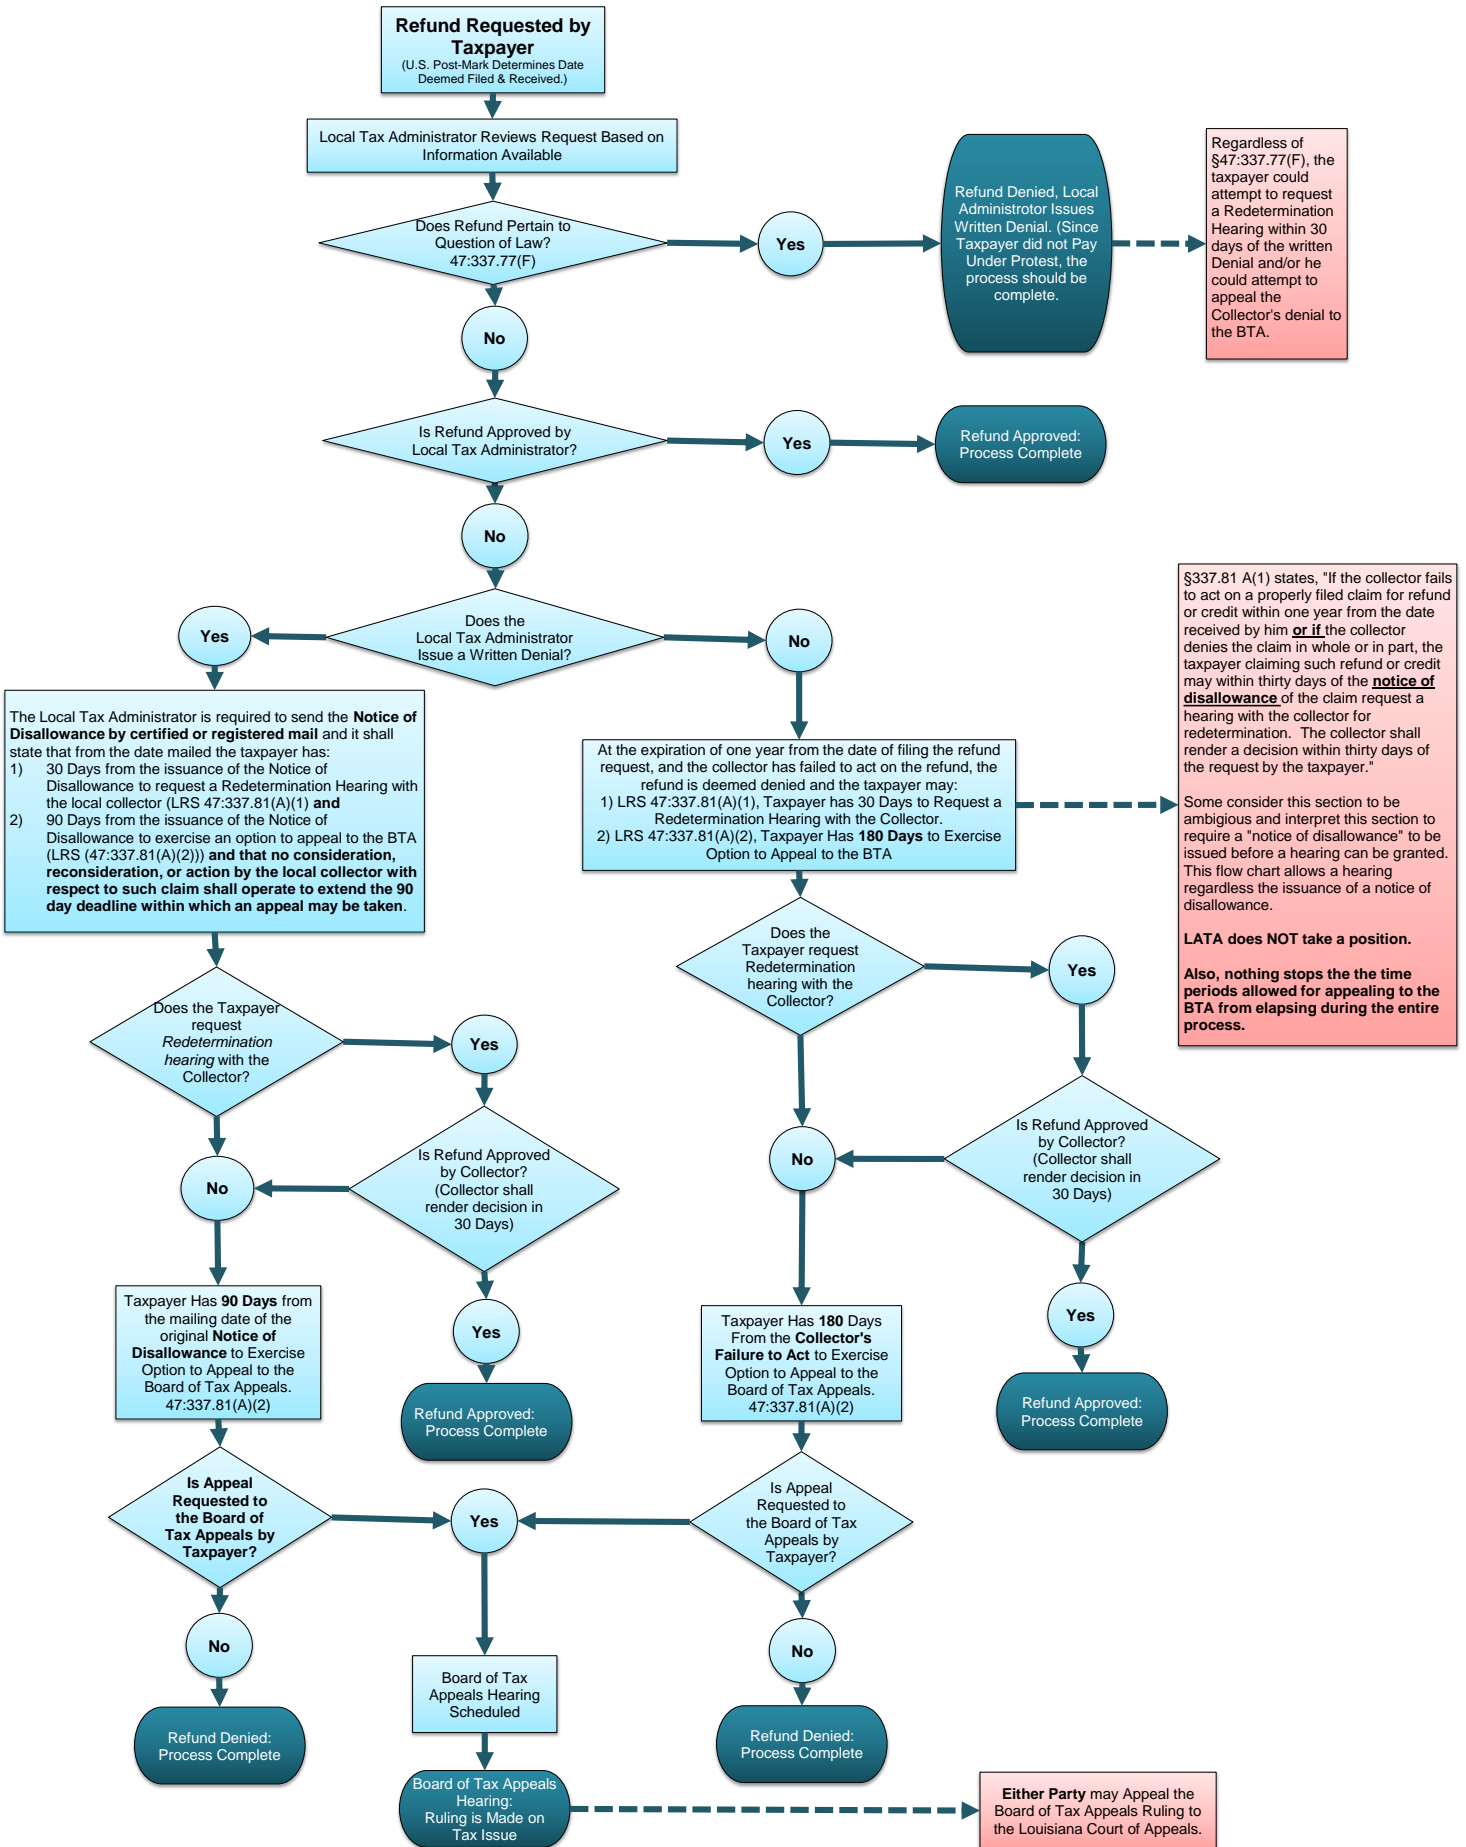 Refund Requested by
Taxpayer
(U.S. Post-Mark Determines Date
Deemed Filed & Received.)
Local Tax Administrator Reviews Request Based on
Information Available
Does Refund Pertain to
Question of Law?
47:337.77(F)
Yes
Refund Denied, Local
Administrotor Issues
Written Denial. (Since
Taxpayer did not Pay
Under Protest, the
process should be
complete.
Regardless of
§47:337.77(F), the
taxpayer could
attempt to request
a Redetermination
Hearing within 30
days of the written
Denial and/or he
could attempt to
appeal the
Collector's denial to
the BTA.
No
Is Refund Approved by
Local Tax Administrator?
Yes
Refund Approved:
Process Complete
No
Does the
Local Tax Administrator
Issue a Written Denial?
Yes
No
§337.81 A(1) states, "If the collector fails
to act on a properly filed claim for refund
or credit within one year from the date
received by him or if the collector
denies the claim in whole or in part, the
taxpayer claiming such refund or credit
may within thirty days of the notice of
disallowance of the claim request a
hearing with the collector for
redetermination. The collector shall
render a decision within thirty days of
the request by the taxpayer."
Some consider this section to be
ambigious and interpret this section to
require a "notice of disallowance" to be
issued before a hearing can be granted.
This flow chart allows a hearing
regardless the issuance of a notice of
disallowance.
LATA does NOT take a position.
Also, nothing stops the the time
periods allowed for appealing to the
BTA from elapsing during the entire
process.
The Local Tax Administrator is required to send the Notice of
Disallowance by certified or registered mail and it shall
state that from the date mailed the taxpayer has:
1) 30 Days from the issuance of the Notice of
Disallowance to request a Redetermination Hearing with
the local collector (LRS 47:337.81(A)(1) and
2) 90 Days from the issuance of the Notice of
Disallowance to exercise an option to appeal to the BTA
(LRS (47:337.81(A)(2))) and that no consideration,
reconsideration, or action by the local collector with
respect to such claim shall operate to extend the 90
day deadline within which an appeal may be taken.
At the expiration of one year from the date of filing the refund
request, and the collector has failed to act on the refund, the
refund is deemed denied and the taxpayer may:
1) LRS 47:337.81(A)(1), Taxpayer has 30 Days to Request a
Redetermination Hearing with the Collector.
2) LRS 47:337.81(A)(2), Taxpayer Has 180 Days to Exercise
Option to Appeal to the BTA
Does the Taxpayer
request
Redetermination
hearing with the
Collector?
Yes
Does the
Taxpayer request
Redetermination
hearing with the
Collector?
Yes
No
Is Refund Approved
by Collector?
(Collector shall
render decision in
30 Days)
No
Is Refund Approved
by Collector?
(Collector shall
render decision in
30 Days)
Taxpayer Has 90 Days from
the mailing date of the
original Notice of
Disallowance to Exercise
Option to Appeal to the
Board of Tax Appeals.
47:337.81(A)(2)
Yes
Refund Approved:
Process Complete
Taxpayer Has 180 Days
From the Collector's
Failure to Act to Exercise
Option to Appeal to the
Board of Tax Appeals.
47:337.81(A)(2)
Yes
Refund Approved:
Process Complete
Is Appeal
Requested to
the Board of
Tax Appeals by
Taxpayer?
Yes
Is Appeal
Requested to
the Board of Tax
Appeals by
Taxpayer?
No
Board of Tax
Appeals Hearing
Scheduled
No
Refund Denied:
Process Complete
Refund Denied:
Process Complete
Board of Tax Appeals
Hearing:
Ruling is Made on
Tax Issue
Either Party may Appeal the
Board of Tax Appeals Ruling to
the Louisiana Court of Appeals.